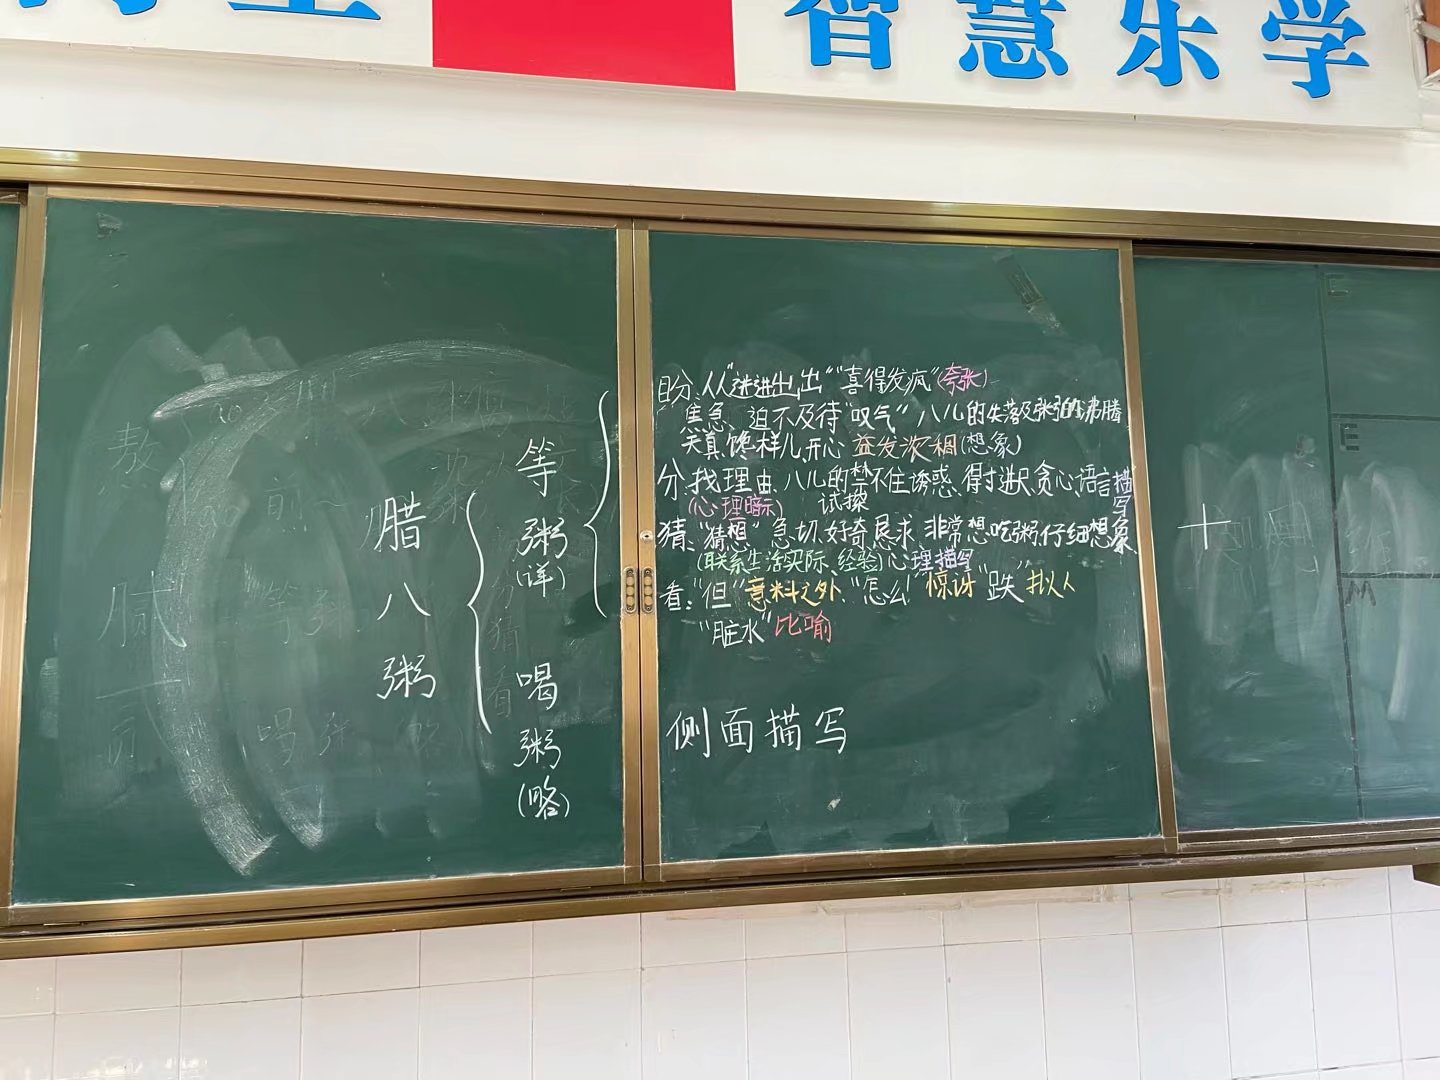 智慧乐学
腊八粥
等粥(详)
喝粥(略)
盼:人"进进出出""喜得发疯"(夸张)
"焦急、迫不及待"叹气"八儿的失落及粥的沸腾
天真,馋样儿,开心 益发浓稠(想象)
分:找理由,八儿的禁不住诱惑,得寸进尺,贪心,语言描写
(心理暗示) 试探
猜:"猜想"急切,好奇,恳求,非常想吃粥,仔细想象
(联系生活实际、经验)心理描写
看:"但"意料之外,"怎么"惊讶"跌"拟人
"脏水"比喻
侧面描写
E
M